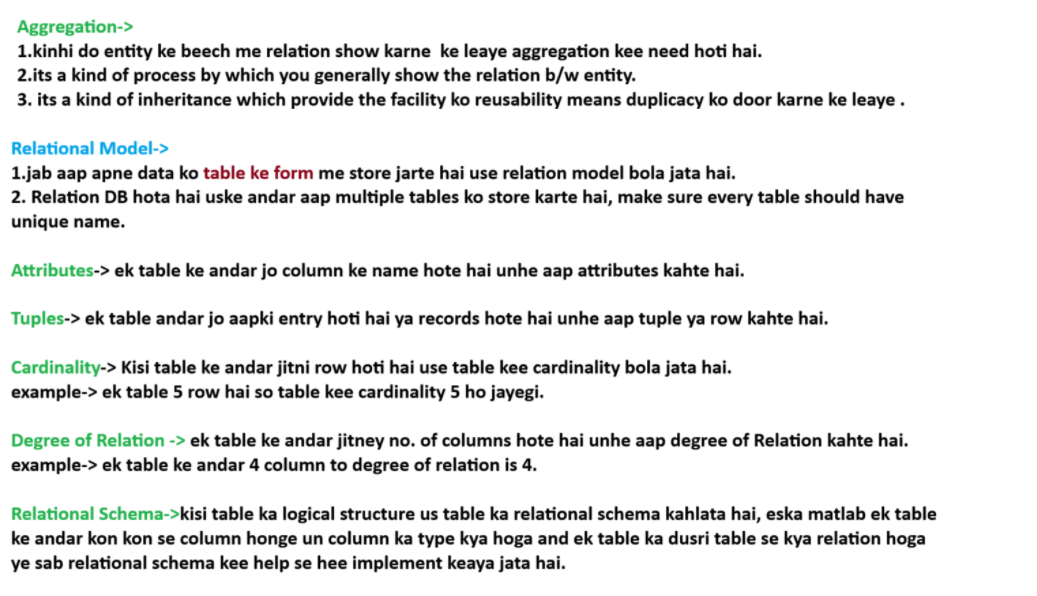 Aggregation->
1.kinhi do entity ke beech me relation show karne ke leaye aggregation kee need hoti hai.
2.its a kind of process by which you generally show the relation b/w entity.
3. its a kind of inheritance which provide the facility ko reusability means duplicacy ko door karne ke leaye .
Relational Model->
1.jab aap apne data ko table ke form me store jarte hai use relation model bola jata hai.
2. Relation DB hota hai uske andar aap multiple tables ko store karte hai, make sure every table should have
unique name.
Attributes-> ek table ke andar jo column ke name hote hai unhe aap attributes kahte hai.
Tuples-> ek table andar jo aapki entry hoti hai ya records hote hai unhe aap tuple ya row kahte hai.
Cardinality-> Kisi table ke andar jitni row hoti hai use table kee cardinality bola jata hai.
example-> ek table 5 row hai so table kee cardinality 5 ho jayegi.
Degree of Relation -> ek table ke andar jitney no. of columns hote hai unhe aap degree of Relation kahte hai.
example-> ek table ke andar 4 column to degree of relation is 4.
Relational Schema->kisi table ka logical structure us table ka relational schema kahlata hai, eska matlab ek table
ke andar kon kon se column honge un column ka type kya hoga and ek table ka dusri table se kya relation hoga
ye sab relational schema kee help se hee implement keaya jata hai.